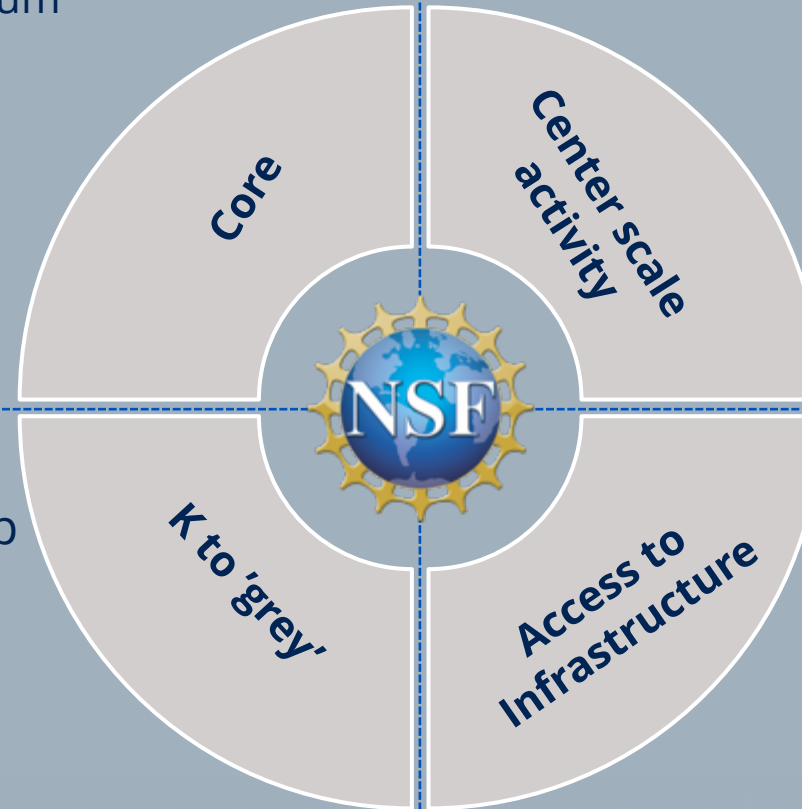 Core
Center scale
activity
NSF
K to ‘grey’
Access to
Infrastructure